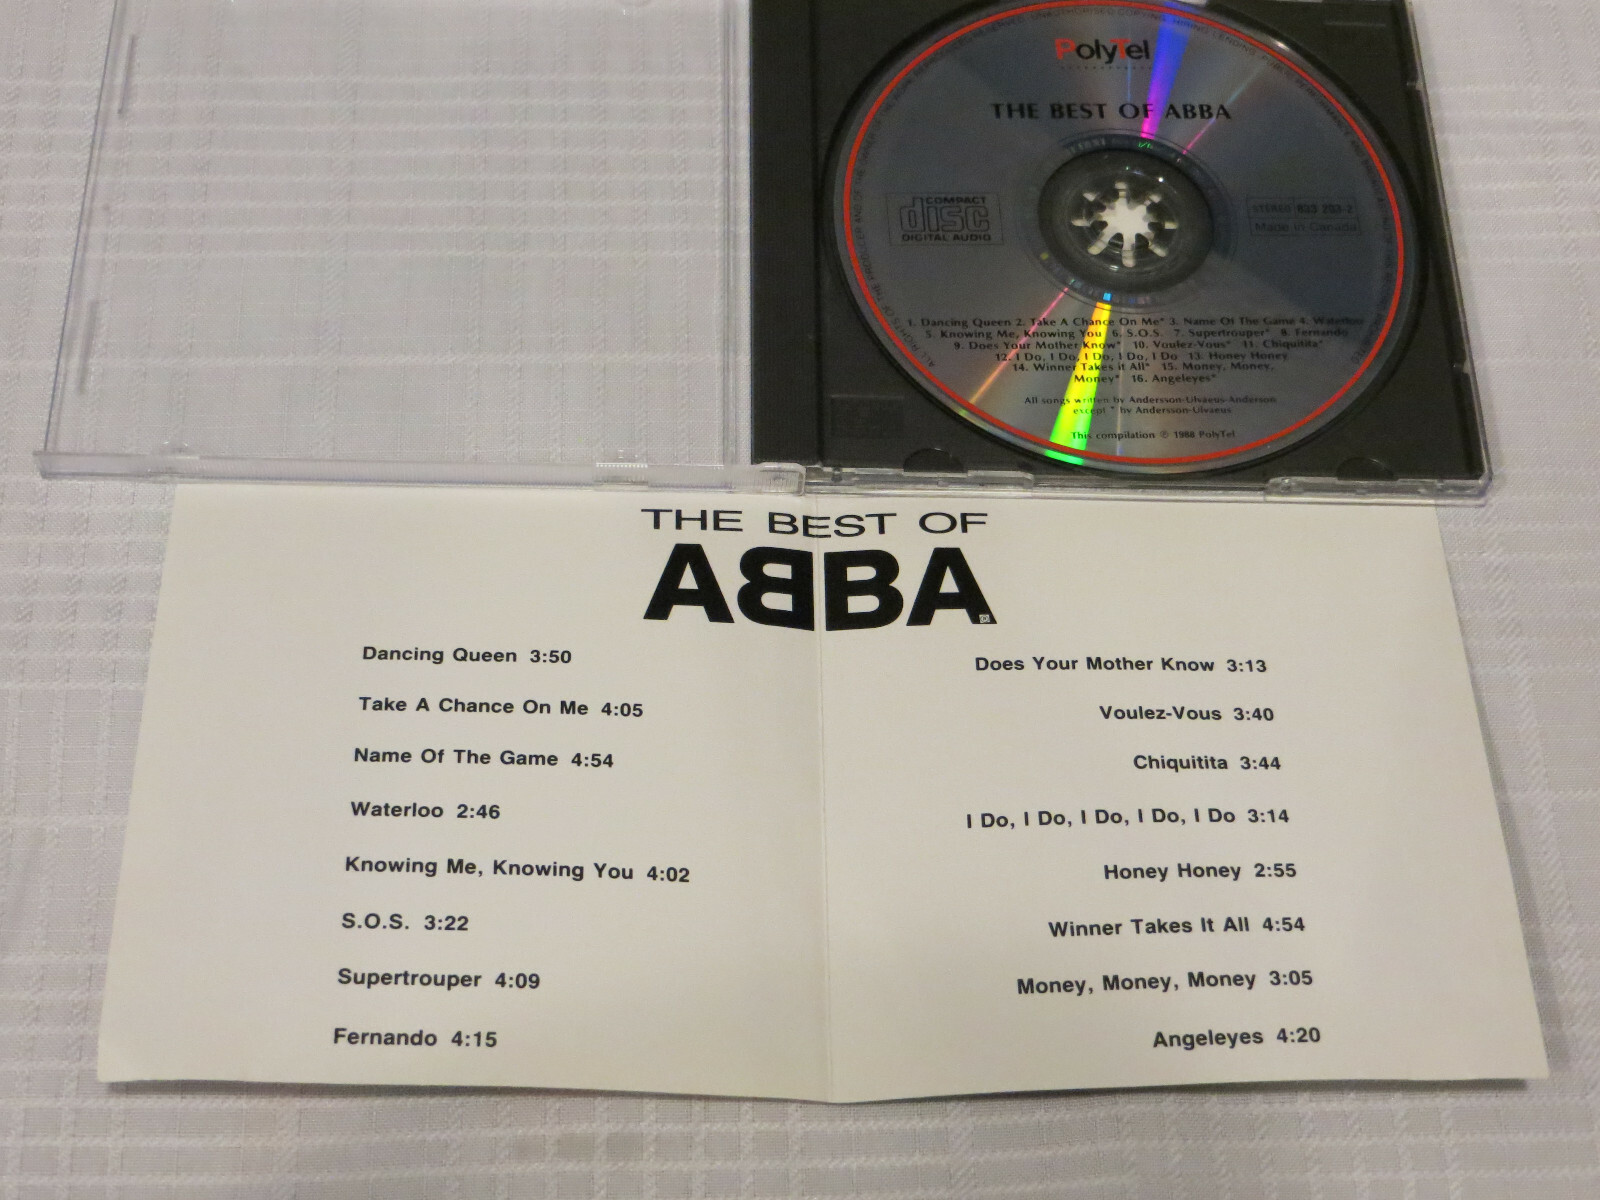 PolyTel
THE BEST OF ABBA
COMPACT
disc
DIGITAL AUDIO
STEREO 833 293-2
Made in Canada
1. Dancing Queen 2. Take A Chance On Me* 3. Name Of The Game 4. Waterloo
5. Knowing Me, Knowing You 6. S.O.S. 7. Supertrouper* 8. Fernando
9. Does Your Mother Know* 10. Voulez-Vous* 11. Chiquitita*
12. I Do, I Do, I Do, I Do, I Do 13. Honey Honey
14. Winner Takes it All* 15. Money, Money,
Money* 16. Angeleyes*
All songs written by Andersson-Ulvaeus-Anderson
except * by Andersson-Ulvaeus
This compilation ℗ 1988 PolyTel
THE BEST OF
ABBA
Dancing Queen 3:50
Take A Chance On Me 4:05
Name Of The Game 4:54
Waterloo 2:46
Knowing Me, Knowing You 4:02
S.O.S. 3:22
Supertrouper 4:09
Fernando 4:15
Does Your Mother Know 3:13
Voulez-Vous 3:40
Chiquitita 3:44
I Do, I Do, I Do, I Do, I Do 3:14
Honey Honey 2:55
Winner Takes It All 4:54
Money, Money, Money 3:05
Angeleyes 4:20